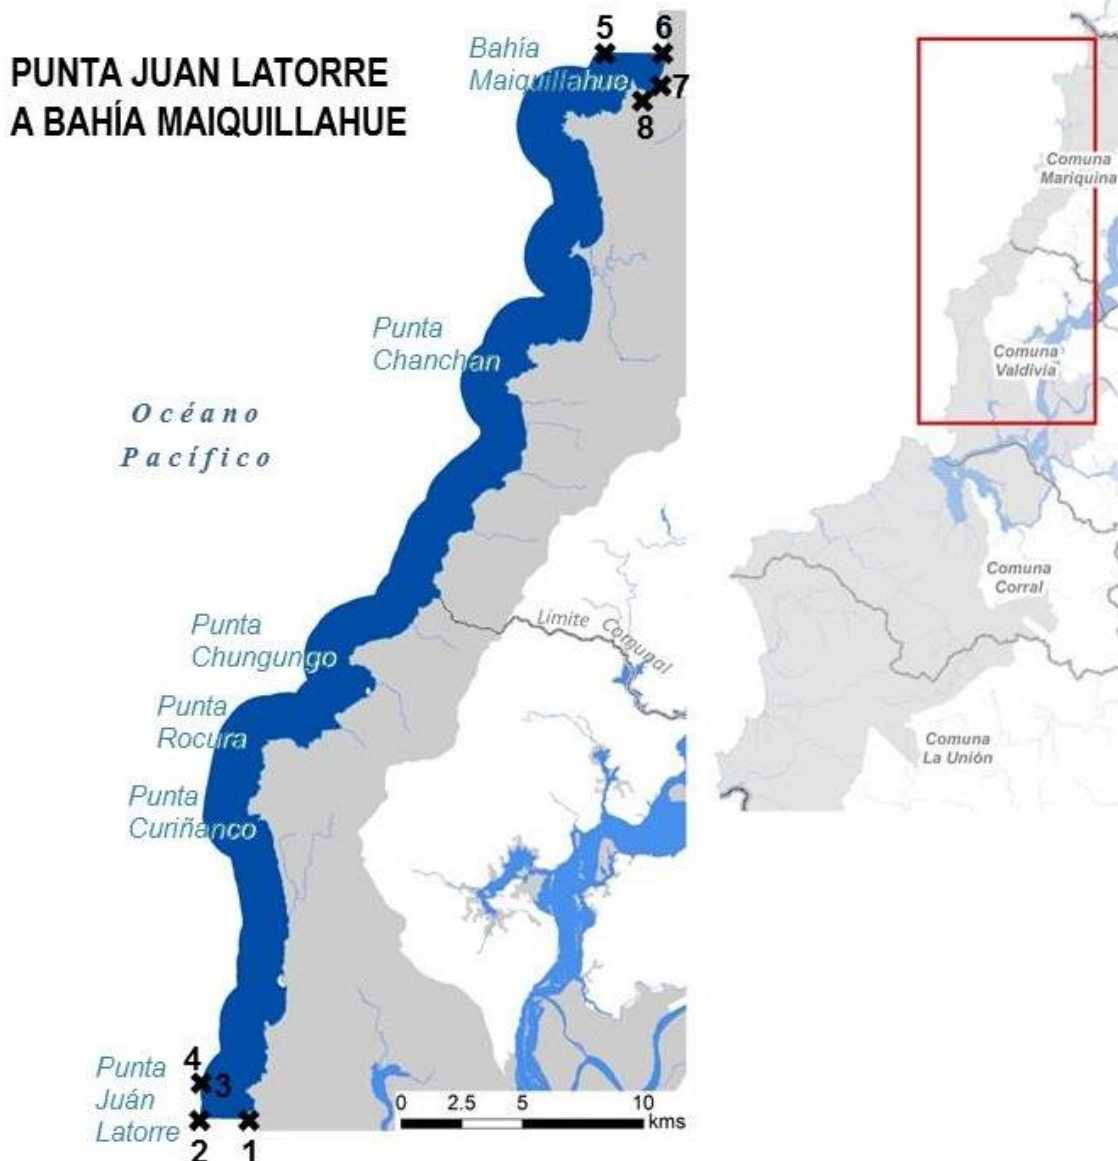 PUNTA JUAN LATORRE
A BAHÍA MAIQUILLAHUE
5
6
Bahía
Maiquillahue
7
8
Punta
Chanchan
Océano
Pacífico
Punta
Chungungo
Límite Comunal
Punta
Rocura
Punta
Curiñanco
Punta
Juán
Latorre
4
3
2
1
0 2.5 5 10
kms
Comuna
Mariquina
Comuna
Valdivia
Comuna
Corral
Comuna
La Unión